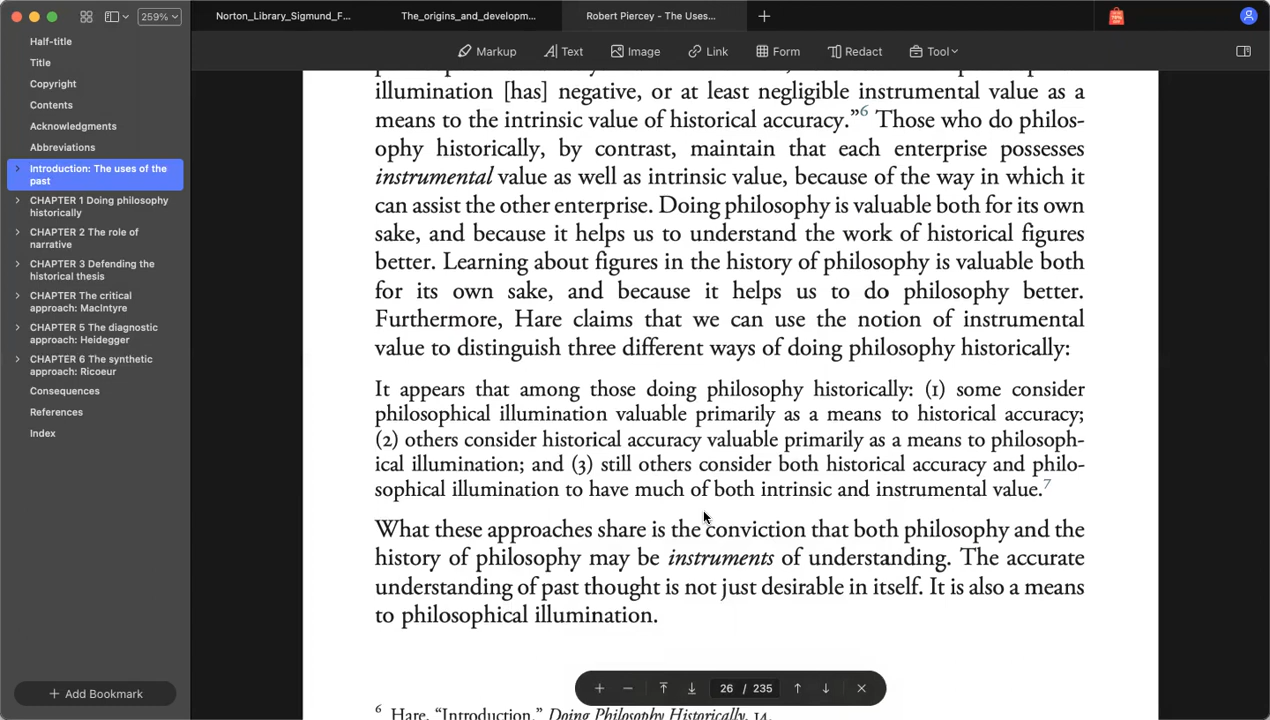 259%
Norton_Library_Sigmund_F...
The_origins_and_developm...
Robert Piercey - The Uses...
Markup
Text
Image
Link
Form
Redact
Tool
Half-title
Title
Copyright
Contents
Acknowledgments
Abbreviations
Introduction: The uses of the
past
CHAPTER 1 Doing philosophy
historically
CHAPTER 2 The role of
narrative
CHAPTER 3 Defending the
historical thesis
CHAPTER The critical
approach: MacIntyre
CHAPTER 5 The diagnostic
approach: Heidegger
CHAPTER 6 The synthetic
approach: Ricoeur
Consequences
References
Index
Add Bookmark
illumination [has] negative, or at least negligible instrumental value as a
means to the intrinsic value of historical accuracy.”6 Those who do philos-
ophy historically, by contrast, maintain that each enterprise possesses
instrumental value as well as intrinsic value, because of the way in which it
can assist the other enterprise. Doing philosophy is valuable both for its own
sake, and because it helps us to understand the work of historical figures
better. Learning about figures in the history of philosophy is valuable both
for its own sake, and because it helps us to do philosophy better.
Furthermore, Hare claims that we can use the notion of instrumental
value to distinguish three different ways of doing philosophy historically:
It appears that among those doing philosophy historically: (1) some consider
philosophical illumination valuable primarily as a means to historical accuracy;
(2) others consider historical accuracy valuable primarily as a means to philosoph-
ical illumination; and (3) still others consider both historical accuracy and philo-
sophical illumination to have much of both intrinsic and instrumental value.7
What these approaches share is the conviction that both philosophy and the
history of philosophy may be instruments of understanding. The accurate
understanding of past thought is not just desirable in itself. It is also a means
to philosophical illumination.
26 / 235
6 Hare, “Introduction,” Doing Philosophy Historically, 14.